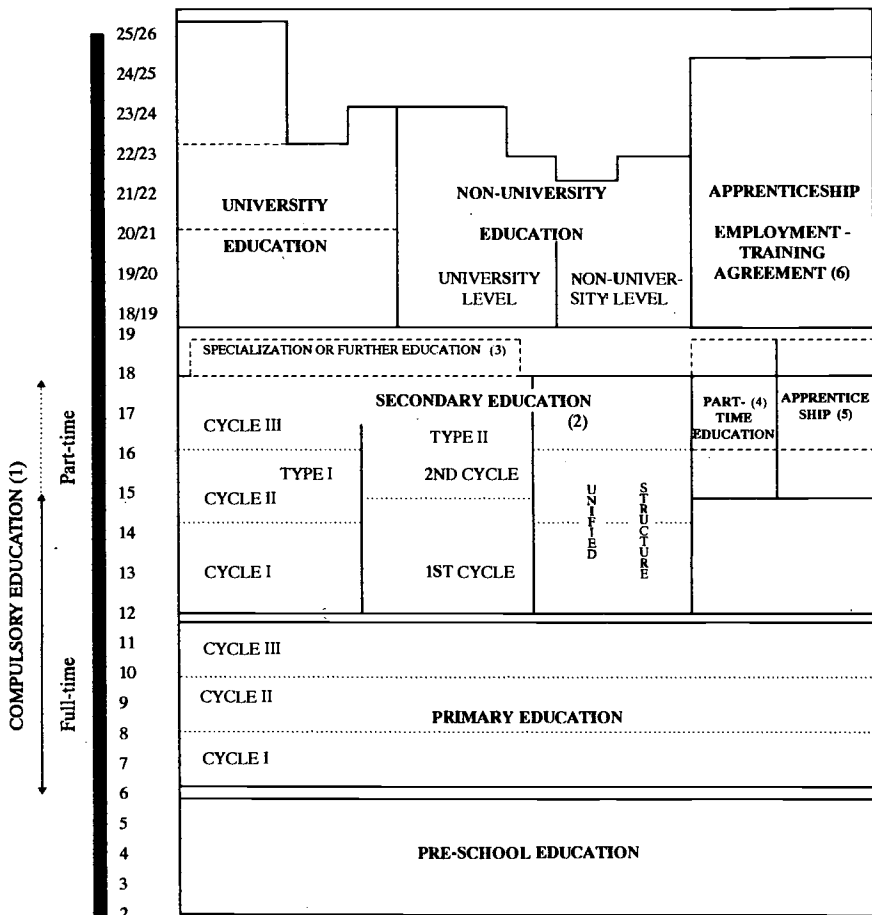 25/26
24/25
23/24
22/23
21/22
20/21
19/20
18/19
19
18
17
16
15
14
13
12
11
10
9
8
7
6
5
4
3
2
COMPULSORY EDUCATION (1)
Part-time
Full-time
UNIVERSITY
EDUCATION
NON-UNIVERSITY
EDUCATION
UNIVERSITY
LEVEL
NON-UNIVER-
SITY LEVEL
APPRENTICESHIP
EMPLOYMENT -
TRAINING
AGREEMENT (6)
SPECIALIZATION OR FURTHER EDUCATION (3)
SECONDARY EDUCATION
(2)
CYCLE III
TYPE I
CYCLE II
CYCLE I
TYPE II
2ND CYCLE
1ST CYCLE
UNIFIED
STRUCTURE
PART- (4)
TIME
EDUCATION
APPRENTICE
SHIP (5)
CYCLE III
CYCLE II
PRIMARY EDUCATION
CYCLE I
PRE-SCHOOL EDUCATION